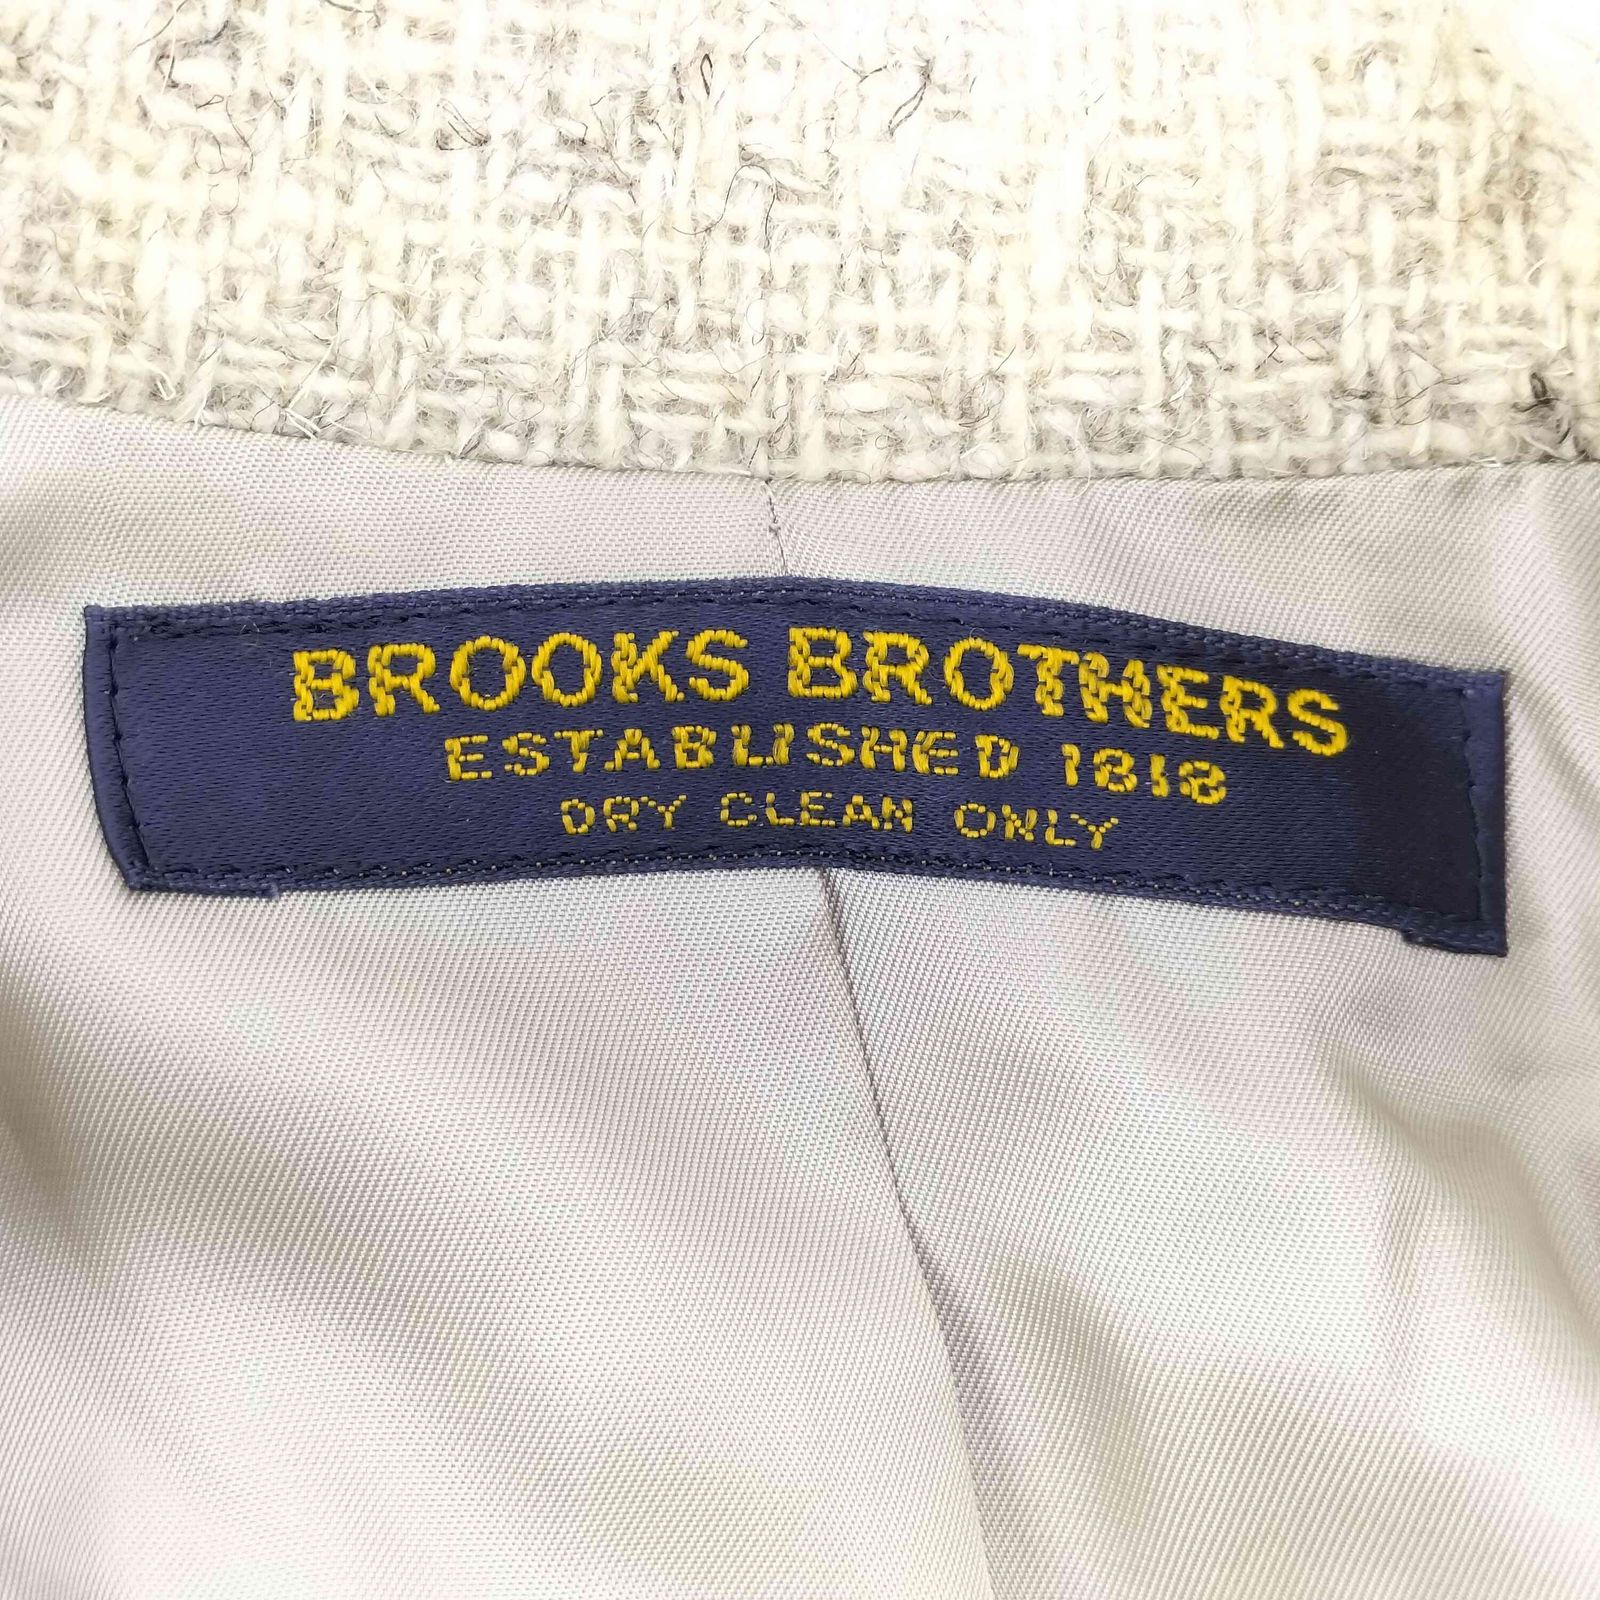 BROOKS BROTHERS
ESTABLISHED 1818
DRY CLEAN ONLY